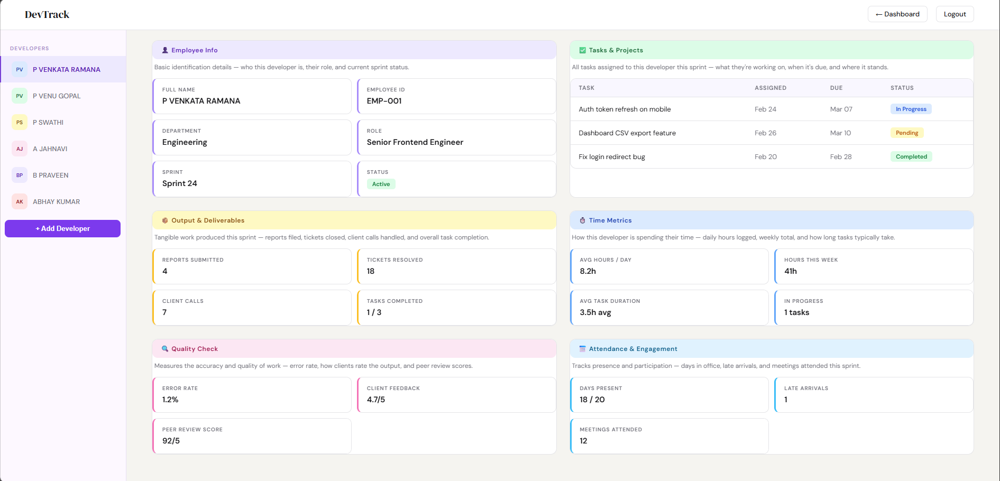 DevTrack
← Dashboard
Logout
DEVELOPERS
PV P VENKATA RAMANA
PV P VENU GOPAL
PS P SWATHI
AJ A JAHNAVI
BP B PRAVEEN
AK ABHAY KUMAR
+ Add Developer
Employee Info
Basic identification details — who this developer is, their role, and current sprint status.
FULL NAME
P VENKATA RAMANA
EMPLOYEE ID
EMP-001
DEPARTMENT
Engineering
ROLE
Senior Frontend Engineer
SPRINT
Sprint 24
STATUS
Active
Tasks & Projects
All tasks assigned to this developer this sprint — what they're working on, when it's due, and where it stands.
TASK ASSIGNED DUE STATUS
Auth token refresh on mobile Feb 24 Mar 07 In Progress
Dashboard CSV export feature Feb 26 Mar 10 Pending
Fix login redirect bug Feb 20 Feb 28 Completed
Output & Deliverables
Tangible work produced this sprint — reports filed, tickets closed, client calls handled, and overall task completion.
REPORTS SUBMITTED
4
TICKETS RESOLVED
18
CLIENT CALLS
7
TASKS COMPLETED
1 / 3
Time Metrics
How this developer is spending their time — daily hours logged, weekly total, and how long tasks typically take.
AVG HOURS / DAY
8.2h
HOURS THIS WEEK
41h
AVG TASK DURATION
3.5h avg
IN PROGRESS
1 tasks
Quality Check
Measures the accuracy and quality of work — error rate, how clients rate the output, and peer review scores.
ERROR RATE
1.2%
CLIENT FEEDBACK
4.7/5
PEER REVIEW SCORE
92/5
Attendance & Engagement
Tracks presence and participation — days in office, late arrivals, and meetings attended this sprint.
DAYS PRESENT
18 / 20
LATE ARRIVALS
1
MEETINGS ATTENDED
12